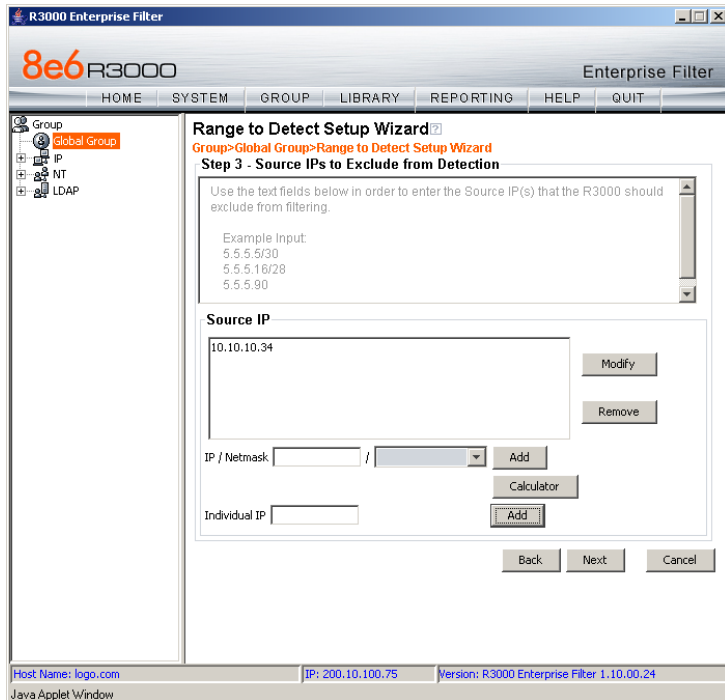 R3000 Enterprise Filter
8e6 R3000
Enterprise Filter
HOME SYSTEM GROUP LIBRARY REPORTING HELP QUIT
Group
Global Group
IP
NT
LDAP
Range to Detect Setup Wizard?
Group>Global Group>Range to Detect Setup Wizard
Step 3 - Source IPs to Exclude from Detection
Use the text fields below in order to enter the Source IP(s) that the R3000 should
exclude from filtering.
Example Input:
5.5.5.5/30
5.5.5.16/28
5.5.5.90
Source IP
10.10.10.34
Modify
Remove
IP / Netmask / Add
Calculator
Individual IP Add
Back Next Cancel
Host Name: logo.com IP: 200.10.100.75 Version: R3000 Enterprise Filter 1.10.00.24
Java Applet Window